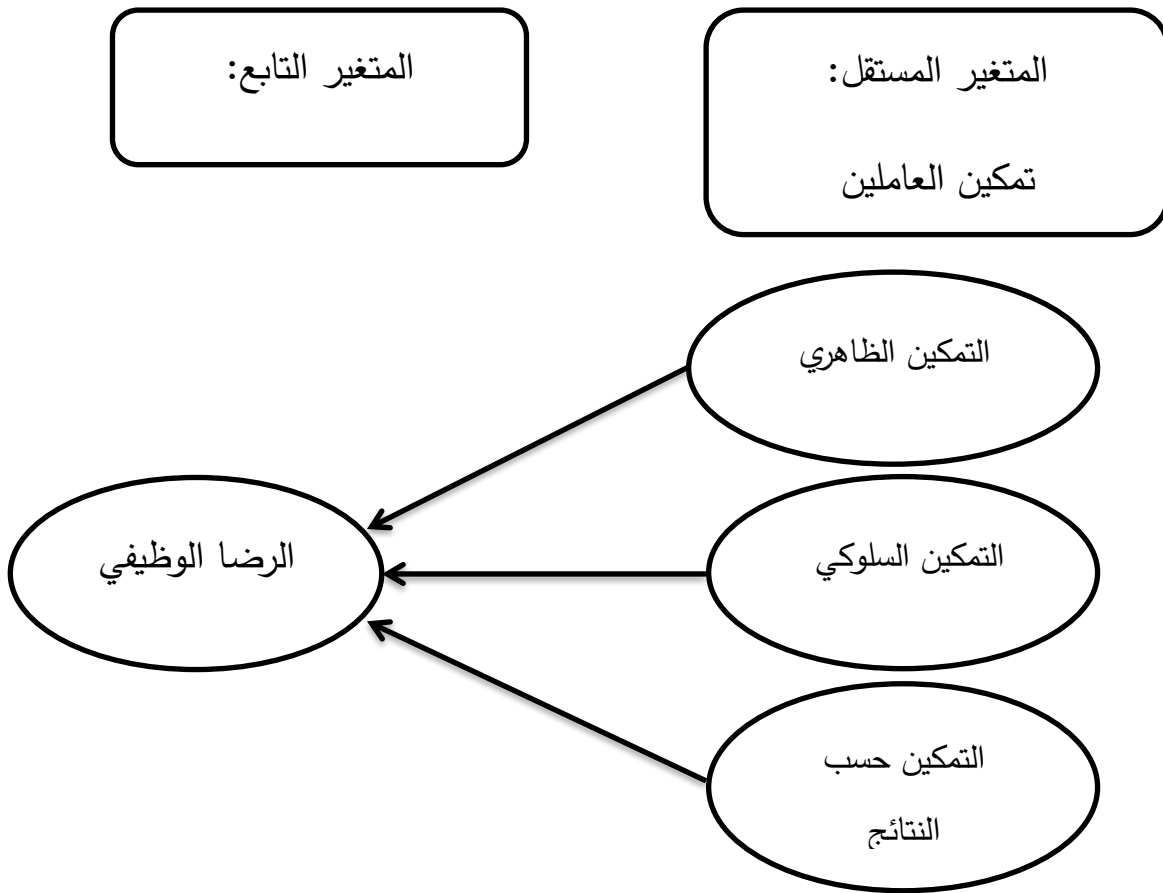 المتغير المستقل:
تمكين العاملين
المتغير التابع:
التمكين الظاهري
التمكين السلوكي
الرضا الوظيفي
التمكين حسب
النتائج